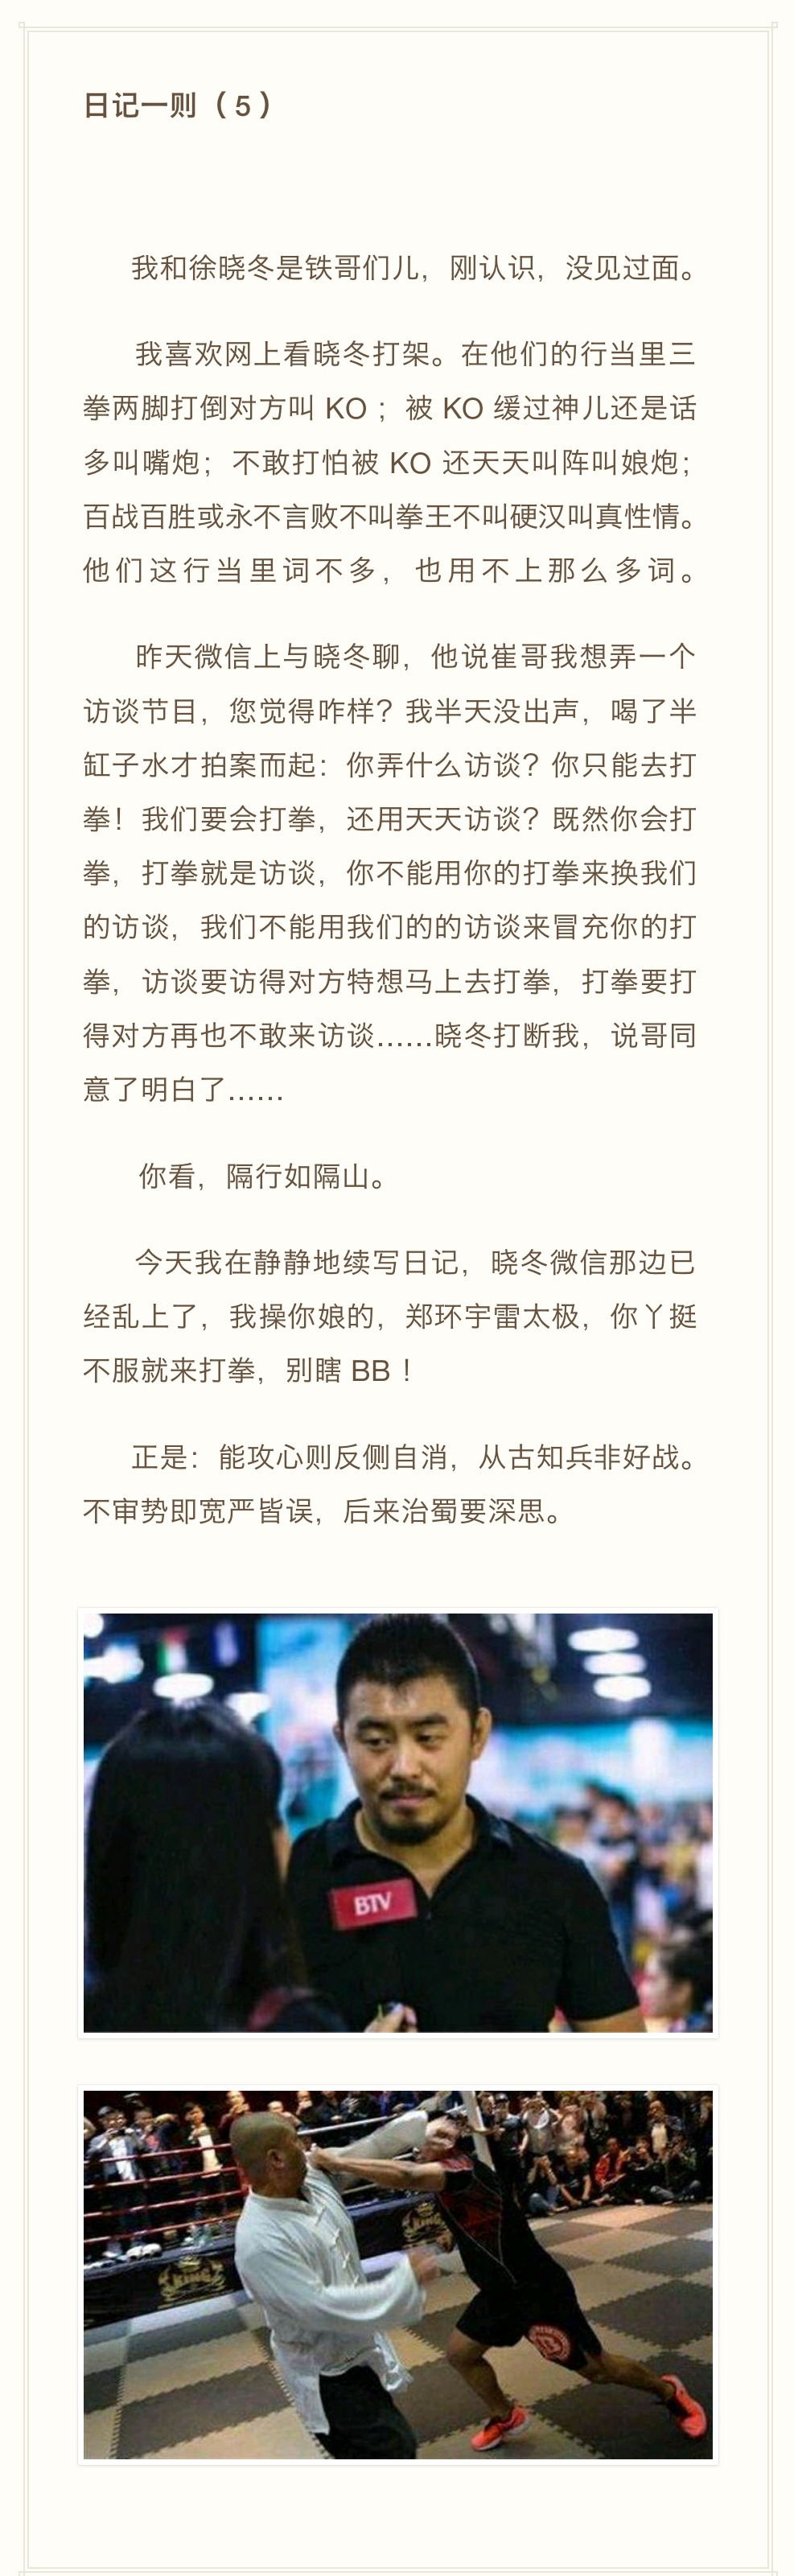 日记一则（5）
我和徐晓冬是铁哥们儿，刚认识，没见过面。
我喜欢网上看晓冬打架。在他们的行当里三
拳两脚打倒对方叫 KO ；被 KO 缓过神儿还是话
多叫嘴炮；不敢打怕被 KO 还天天叫阵叫娘炮；
百战百胜或永不言败不叫拳王不叫硬汉叫真性情。
他们这行当里词不多，也用不上那么多词。
昨天微信上与晓冬聊，他说崔哥我想弄一个
访谈节目，您觉得咋样？我半天没出声，喝了半
缸子水才拍案而起：你弄什么访谈？你只能去打
拳！我们要会打拳，还用天天访谈？既然你会打
拳，打拳就是访谈，你不能用你的打拳来换我们
的访谈，我们不能用我们的的访谈来冒充你的打
拳，访谈要访得对方特想马上去打拳，打拳要打
得对方再也不敢来访谈……晓冬打断我，说哥同
意了明白了……
你看，隔行如隔山。
今天我在静静地续写日记，晓冬微信那边已
经乱上了，我操你娘的，郑环宇雷太极，你丫挺
不服就来打拳，别瞎 BB ！
正是：能攻心则反侧自消，从古知兵非好战。
不审势即宽严皆误，后来治蜀要深思。
BTV